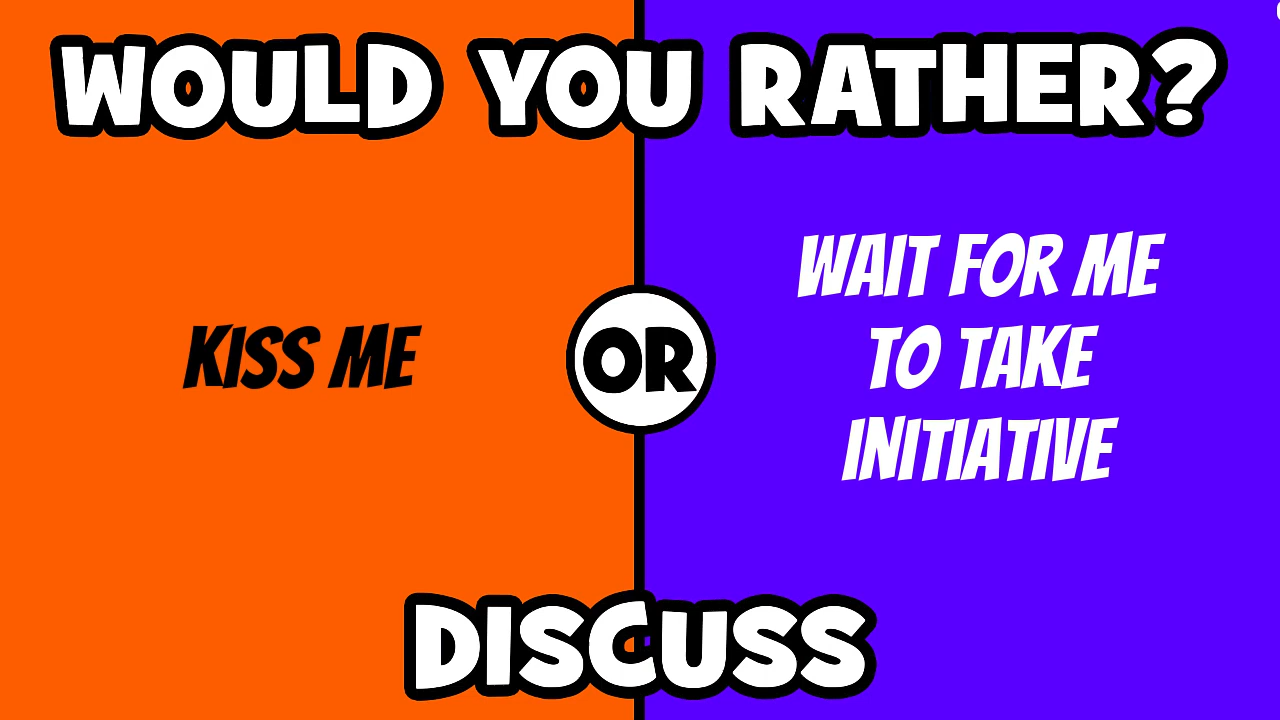 WOULD YOU RATHER?
KISS ME
OR
WAIT FOR ME
TO TAKE
INITIATIVE
DISCUSS